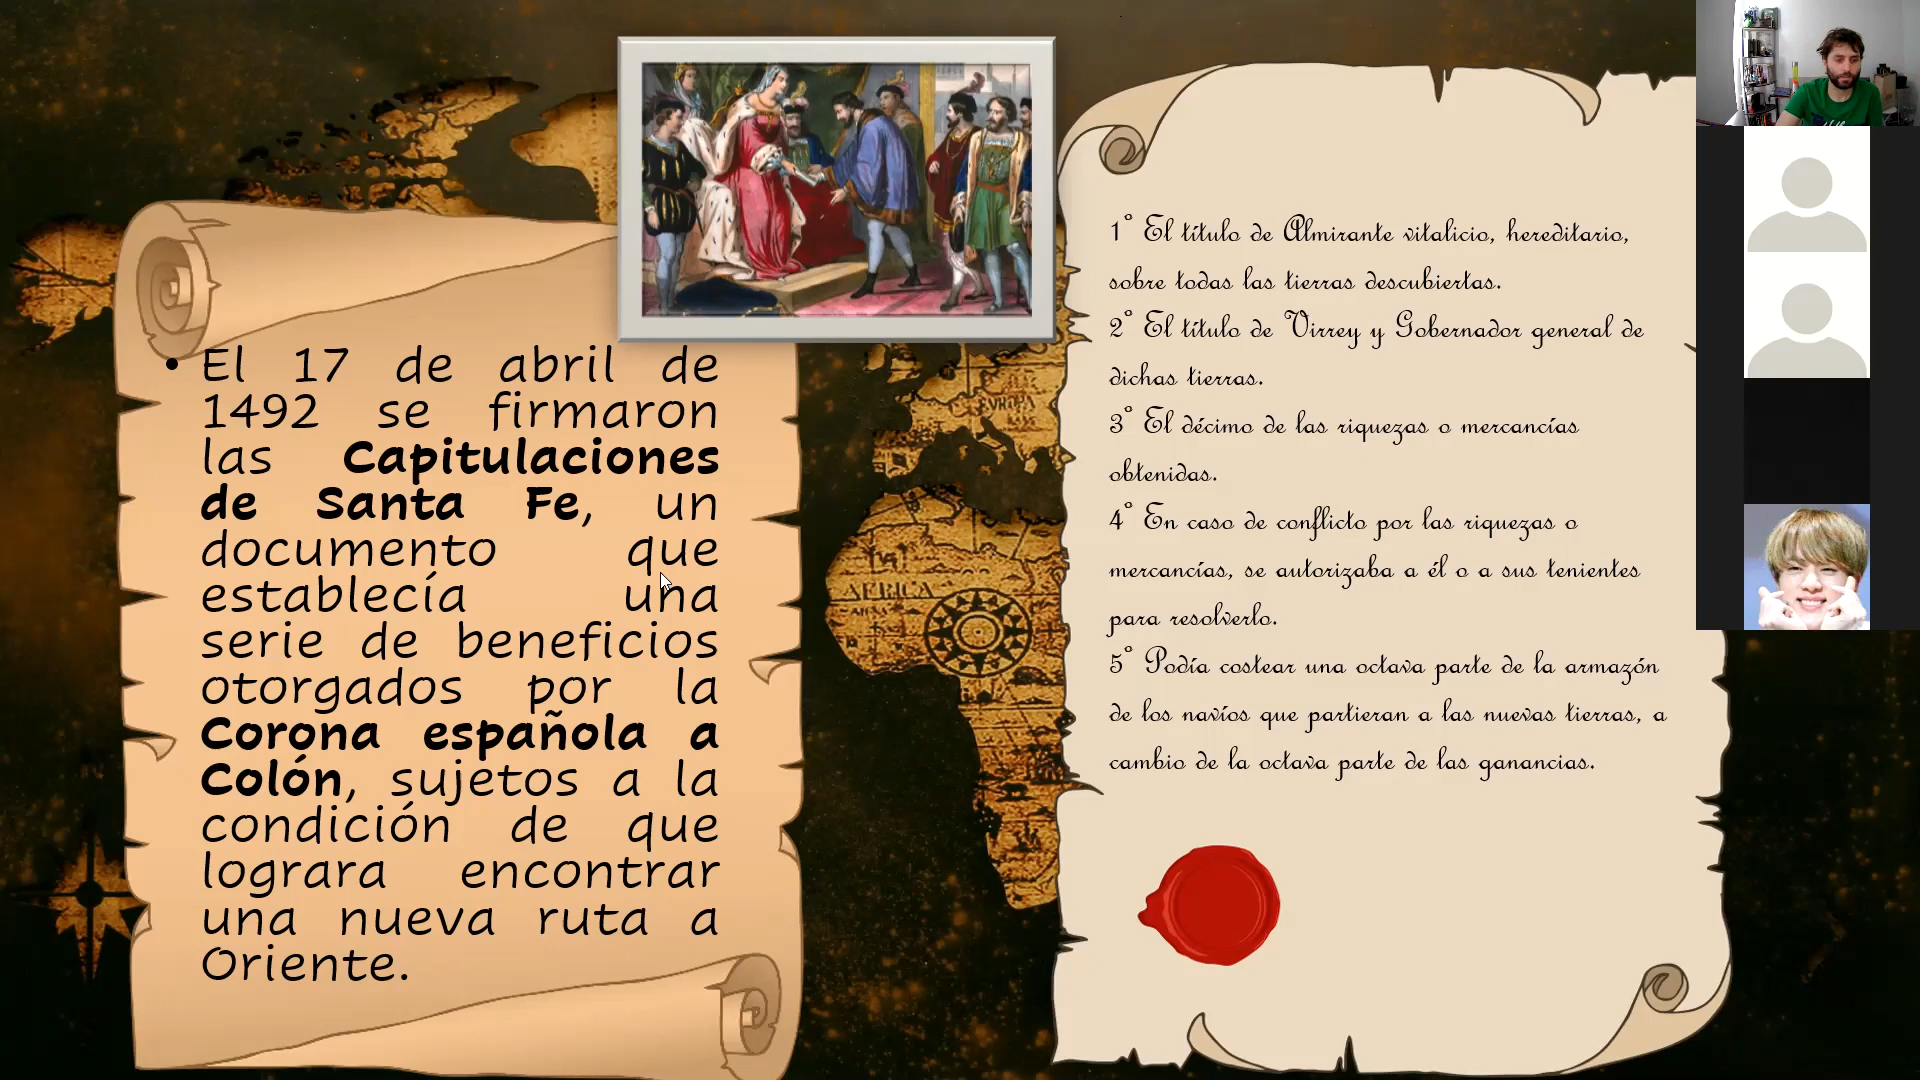 • El 17 de abril de
1492 se firmaron
las Capitulaciones
de Santa Fe, un
documento que
establecía una
serie de beneficios
otorgados por la
Corona española a
Colón, sujetos a la
condición de que
lograra encontrar
una nueva ruta a
Oriente.
1° El título de Almirante vitalicio, hereditario,
sobre todas las tierras descubiertas.
2° El título de Virrey y Gobernador general de
dichas tierras.
3° El décimo de las riquezas o mercancías
obtenidas.
4° En caso de conflicto por las riquezas o
mercancías, se autorizaba a él o a sus tenientes
para resolverlo.
5° Podía costear una octava parte de la armazón
de los navíos que partieran a las nuevas tierras, a
cambio de la octava parte de las ganancias.
EVROPA
AFRICA